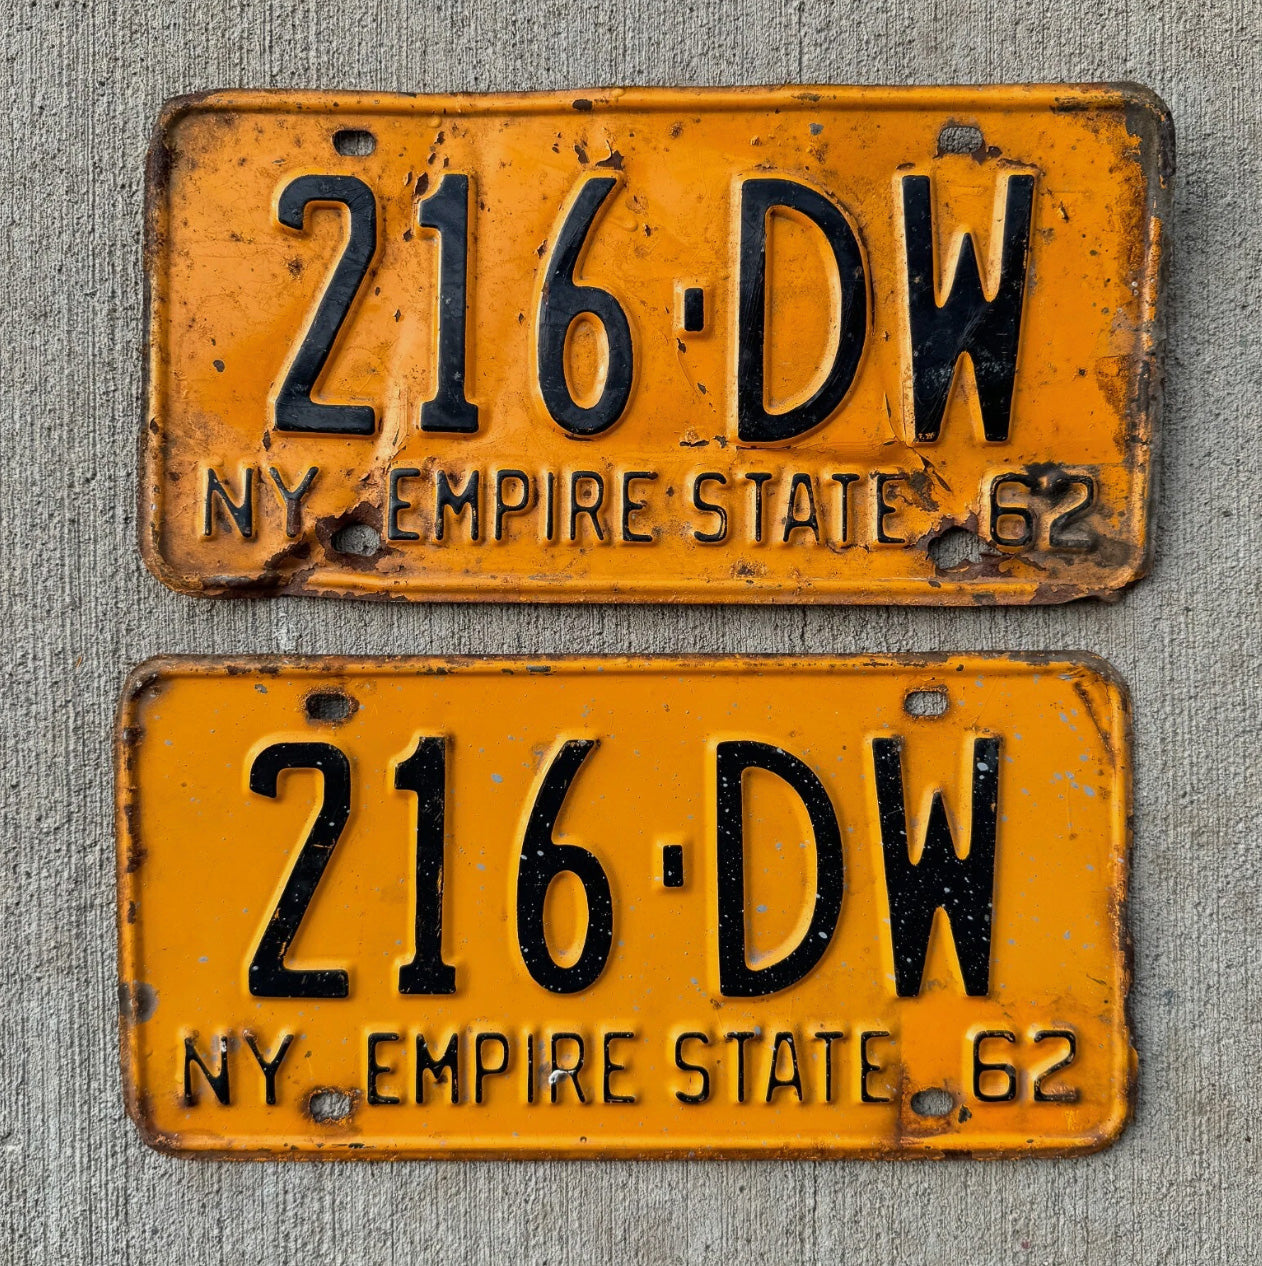 216·DW
NY EMPIRE STATE 62
216·DW
NY EMPIRE STATE 62